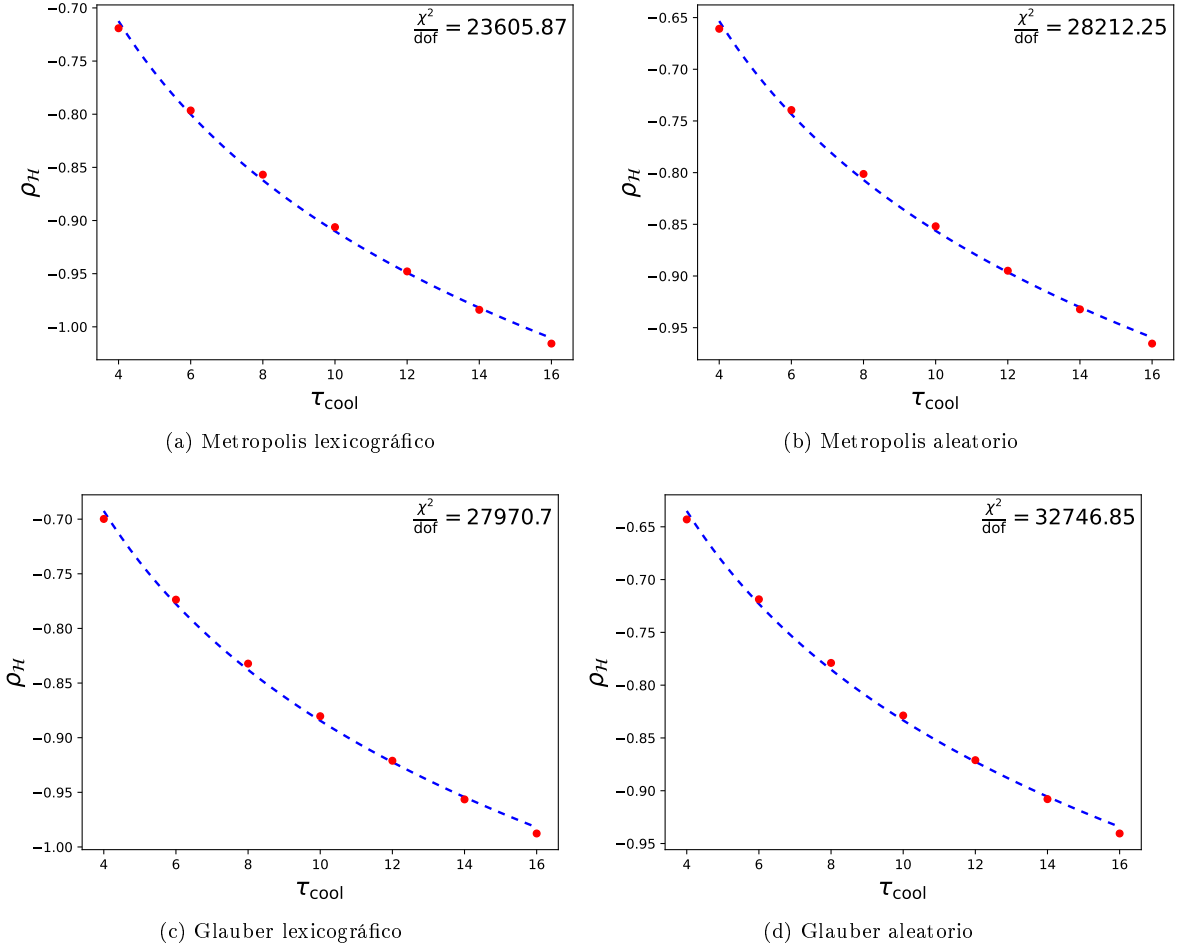 −0.70
−0.75
−0.80
−0.85
−0.90
−0.95
−1.00
ρ_ℋ
χ²/dof = 23605.87
4 6 8 10 12 14 16
τ_cool
(a) Metropolis lexicográfico
−0.65
−0.70
−0.75
−0.80
−0.85
−0.90
−0.95
ρ_ℋ
χ²/dof = 28212.25
4 6 8 10 12 14 16
τ_cool
(b) Metropolis aleatorio
−0.70
−0.75
−0.80
−0.85
−0.90
−0.95
−1.00
ρ_ℋ
χ²/dof = 27970.7
4 6 8 10 12 14 16
τ_cool
(c) Glauber lexicográfico
−0.65
−0.70
−0.75
−0.80
−0.85
−0.90
−0.95
ρ_ℋ
χ²/dof = 32746.85
4 6 8 10 12 14 16
τ_cool
(d) Glauber aleatorio